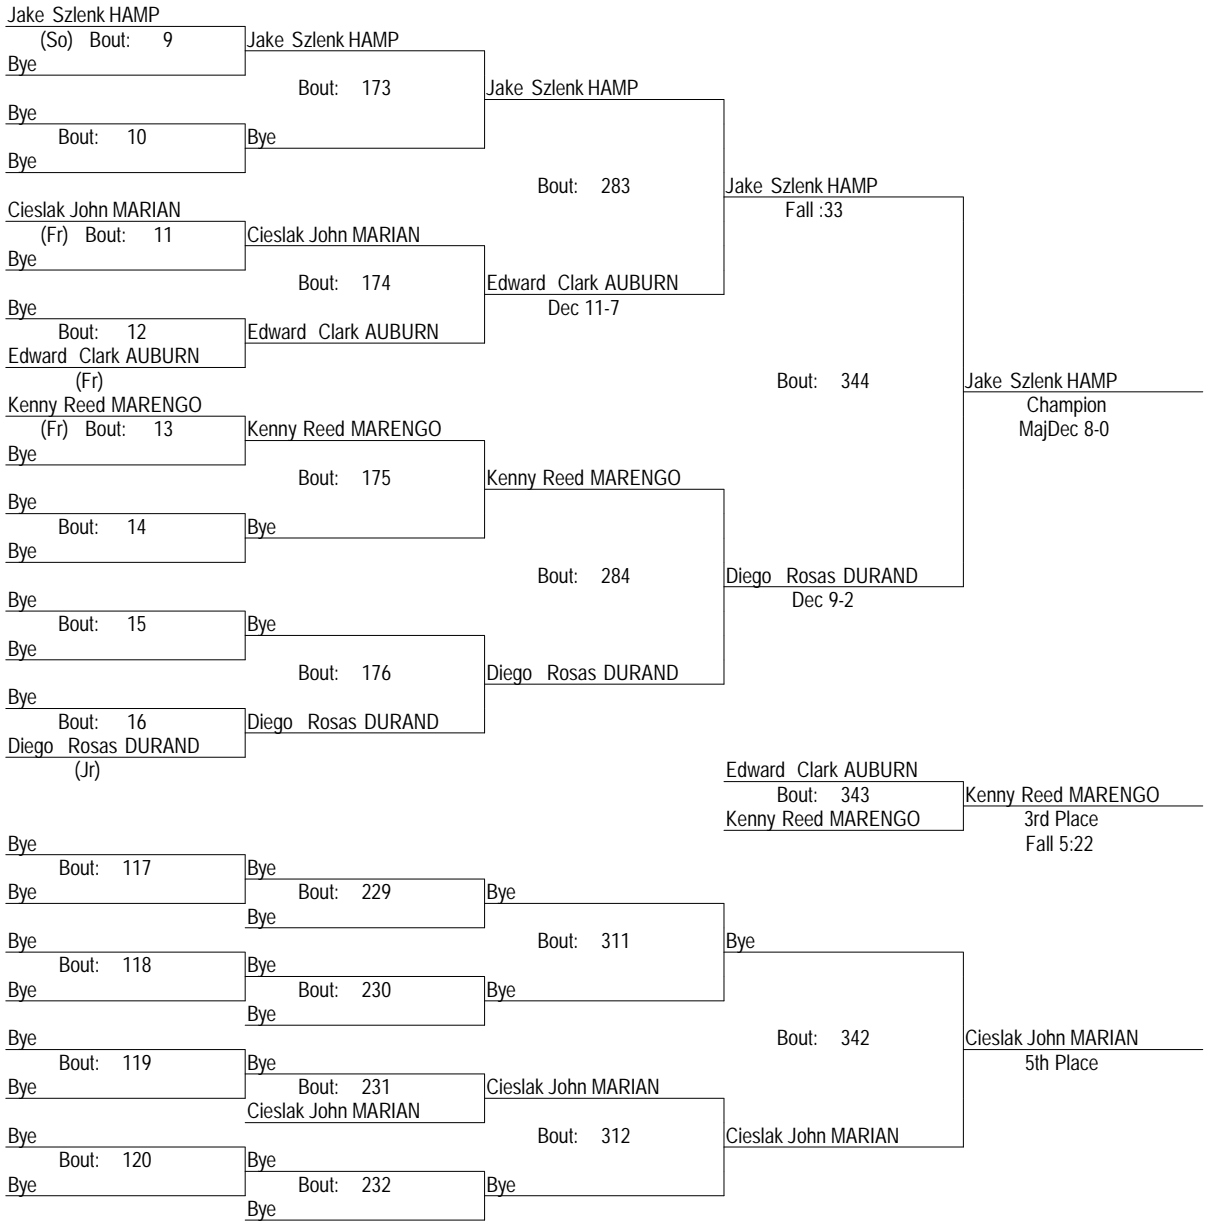 Jake Szlenk HAMP
(So) Bout: 9
Jake Szlenk HAMP
Bye
Bout: 173
Jake Szlenk HAMP
Bye
Bout: 10
Bye
Bye
Bout: 283
Jake Szlenk HAMP
Fall :33
Cieslak John MARIAN
(Fr) Bout: 11
Cieslak John MARIAN
Bye
Bout: 174
Edward Clark AUBURN
Dec 11-7
Bye
Bout: 12
Edward Clark AUBURN
Edward Clark AUBURN
(Fr)
Bout: 344
Jake Szlenk HAMP
Champion
MajDec 8-0
Kenny Reed MARENGO
(Fr) Bout: 13
Kenny Reed MARENGO
Bye
Bout: 175
Kenny Reed MARENGO
Bye
Bout: 14
Bye
Bye
Bout: 284
Diego Rosas DURAND
Dec 9-2
Bye
Bout: 15
Bye
Bye
Bout: 176
Diego Rosas DURAND
Bye
Bout: 16
Diego Rosas DURAND
Diego Rosas DURAND
(Jr)
Edward Clark AUBURN
Bout: 343
Kenny Reed MARENGO
Kenny Reed MARENGO
3rd Place
Fall 5:22
Bye
Bout: 117
Bye
Bye
Bout: 229
Bye
Bye
Bye
Bout: 311
Bye
Bout: 118
Bye
Bye
Bout: 230
Bye
Bye
Bye
Bout: 342
Cieslak John MARIAN
5th Place
Bye
Bout: 119
Bye
Bye
Bout: 231
Cieslak John MARIAN
Cieslak John MARIAN
Bye
Bout: 312
Cieslak John MARIAN
Bout: 120
Bye
Bye
Bout: 232
Bye
Bye